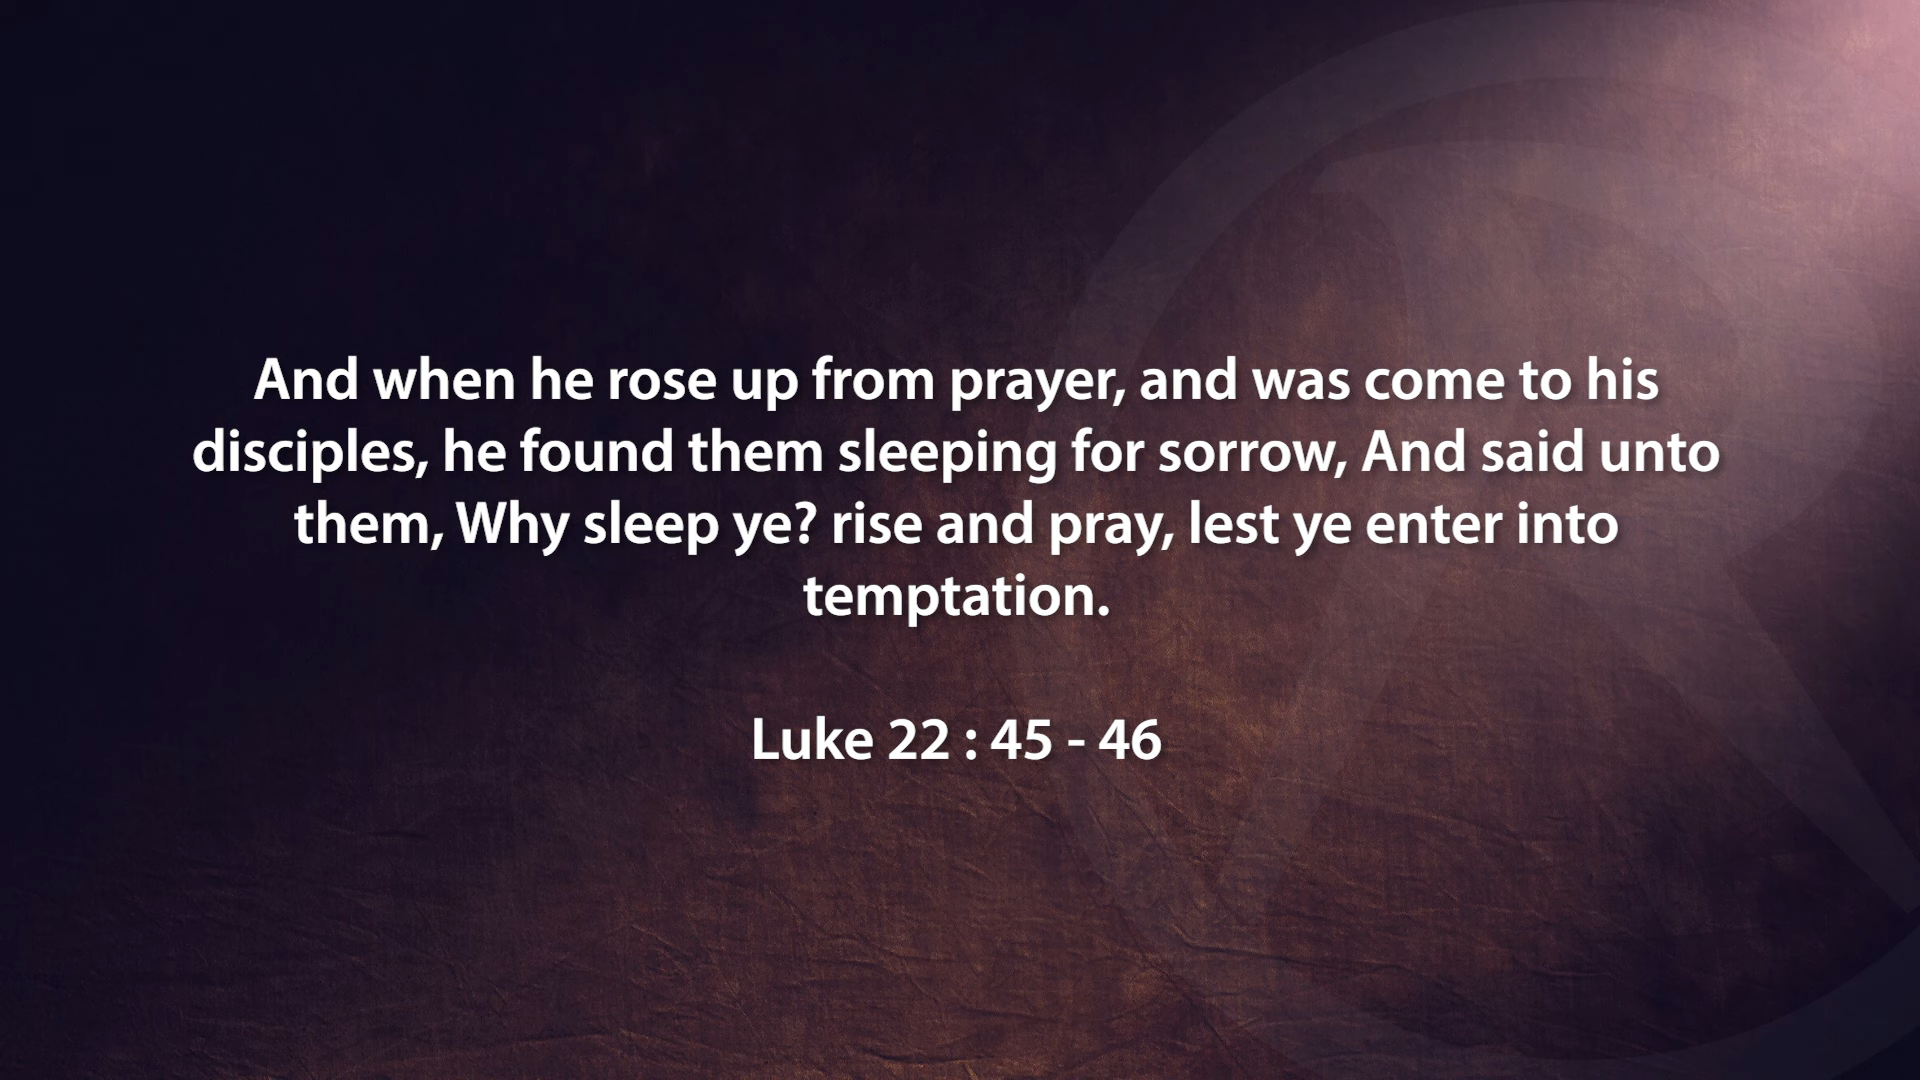 And when he rose up from prayer, and was come to his
disciples, he found them sleeping for sorrow, And said unto
them, Why sleep ye? rise and pray, lest ye enter into
temptation.
Luke 22 : 45 - 46